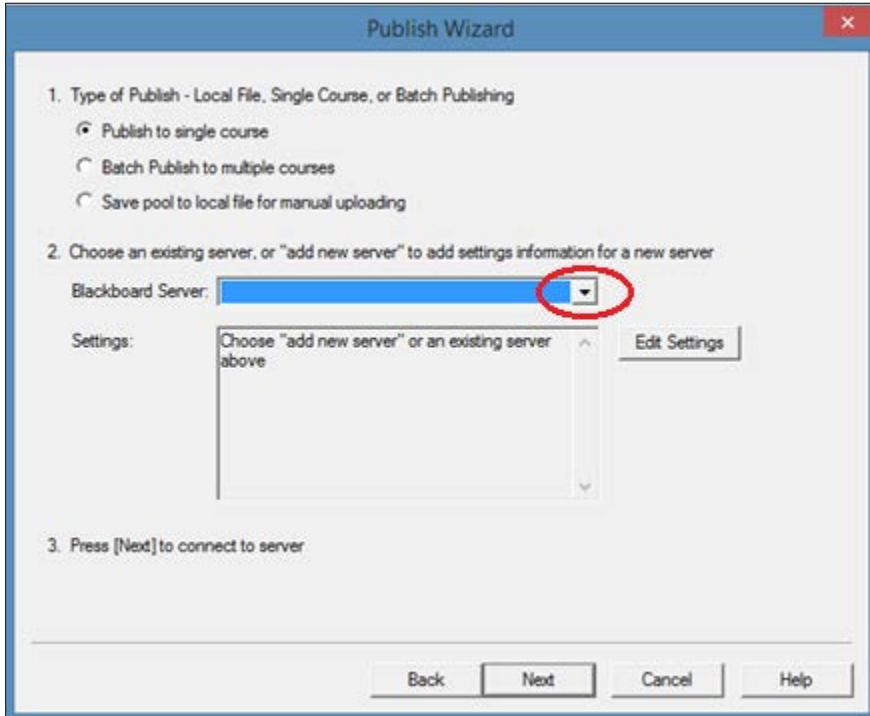 Publish Wizard
1. Type of Publish - Local File, Single Course, or Batch Publishing
Publish to single course
Batch Publish to multiple courses
Save pool to local file for manual uploading
2. Choose an existing server, or "add new server" to add settings information for a new server
Blackboard Server:
Settings:
Choose "add new server" or an existing server
above
Edit Settings
3. Press [Next] to connect to server
Back
Next
Cancel
Help